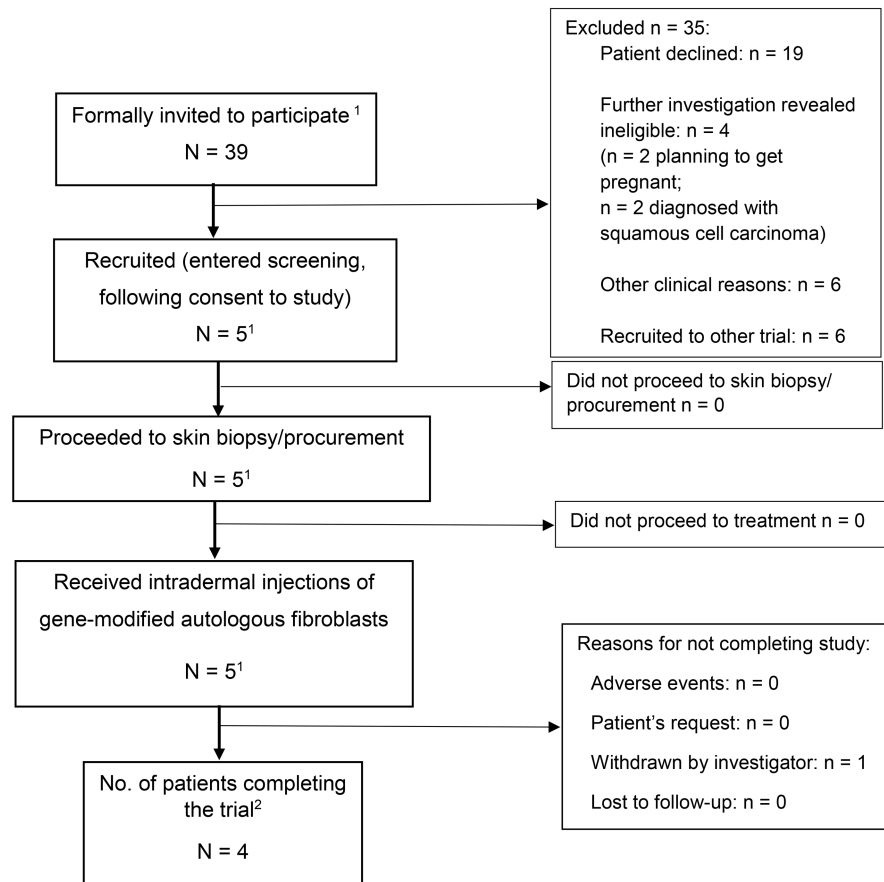 Formally invited to participate ¹
N = 39
Excluded n = 35:
Patient declined: n = 19
Further investigation revealed
ineligible: n = 4
(n = 2 planning to get
pregnant;
n = 2 diagnosed with
squamous cell carcinoma)
Other clinical reasons: n = 6
Recruited to other trial: n = 6
Recruited (entered screening,
following consent to study)
N = 5¹
Did not proceed to skin biopsy/
procurement n = 0
Proceeded to skin biopsy/procurement
N = 5¹
Did not proceed to treatment n = 0
Received intradermal injections of
gene-modified autologous fibroblasts
N = 5¹
Reasons for not completing study:
Adverse events: n = 0
Patient’s request: n = 0
Withdrawn by investigator: n = 1
Lost to follow-up: n = 0
No. of patients completing
the trial²
N = 4